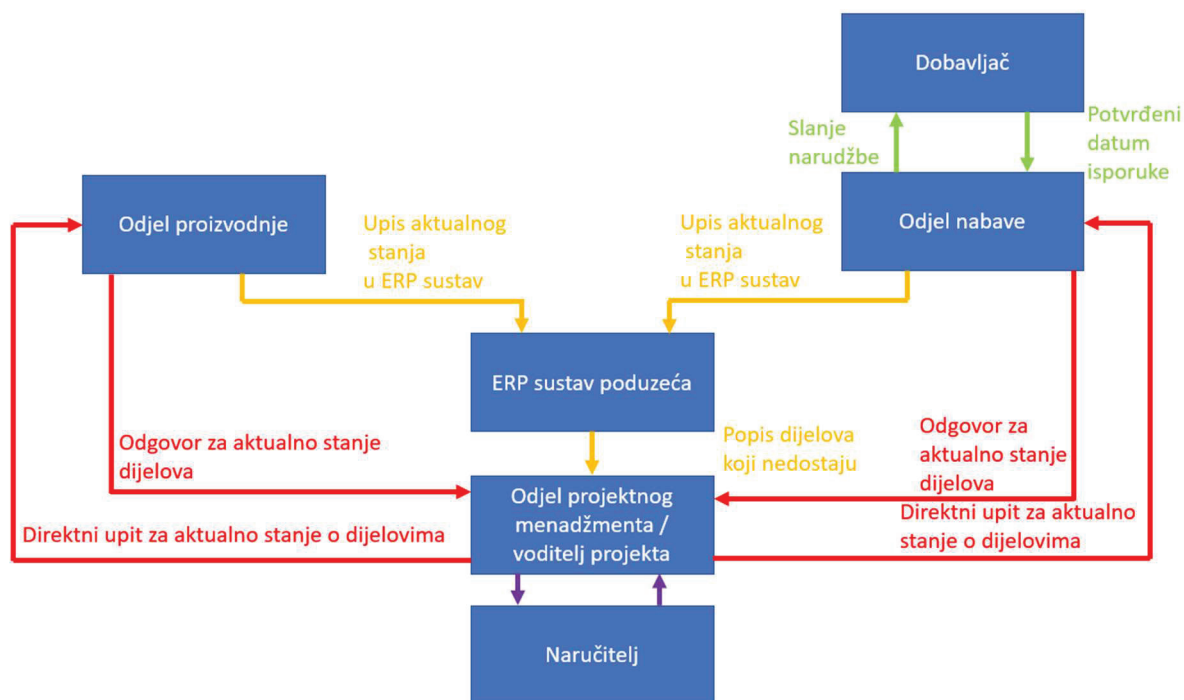 Dobavljač
Slanje
narudžbe
Potvrđeni
datum
isporuke
Odjel proizvodnje
Upis aktualnog
stanja
u ERP sustav
Upis aktualnog
stanja
u ERP sustav
Odjel nabave
ERP sustav poduzeća
Odgovor za aktualno stanje
dijelova
Popis dijelova
koji nedostaju
Odgovor za
aktualno stanje
dijelova
Direktni upit za aktualno stanje o dijelovima
Odjel projektnog
menadžmenta /
voditelj projekta
Direktni upit za aktualno
stanje o dijelovima
Naručitelj